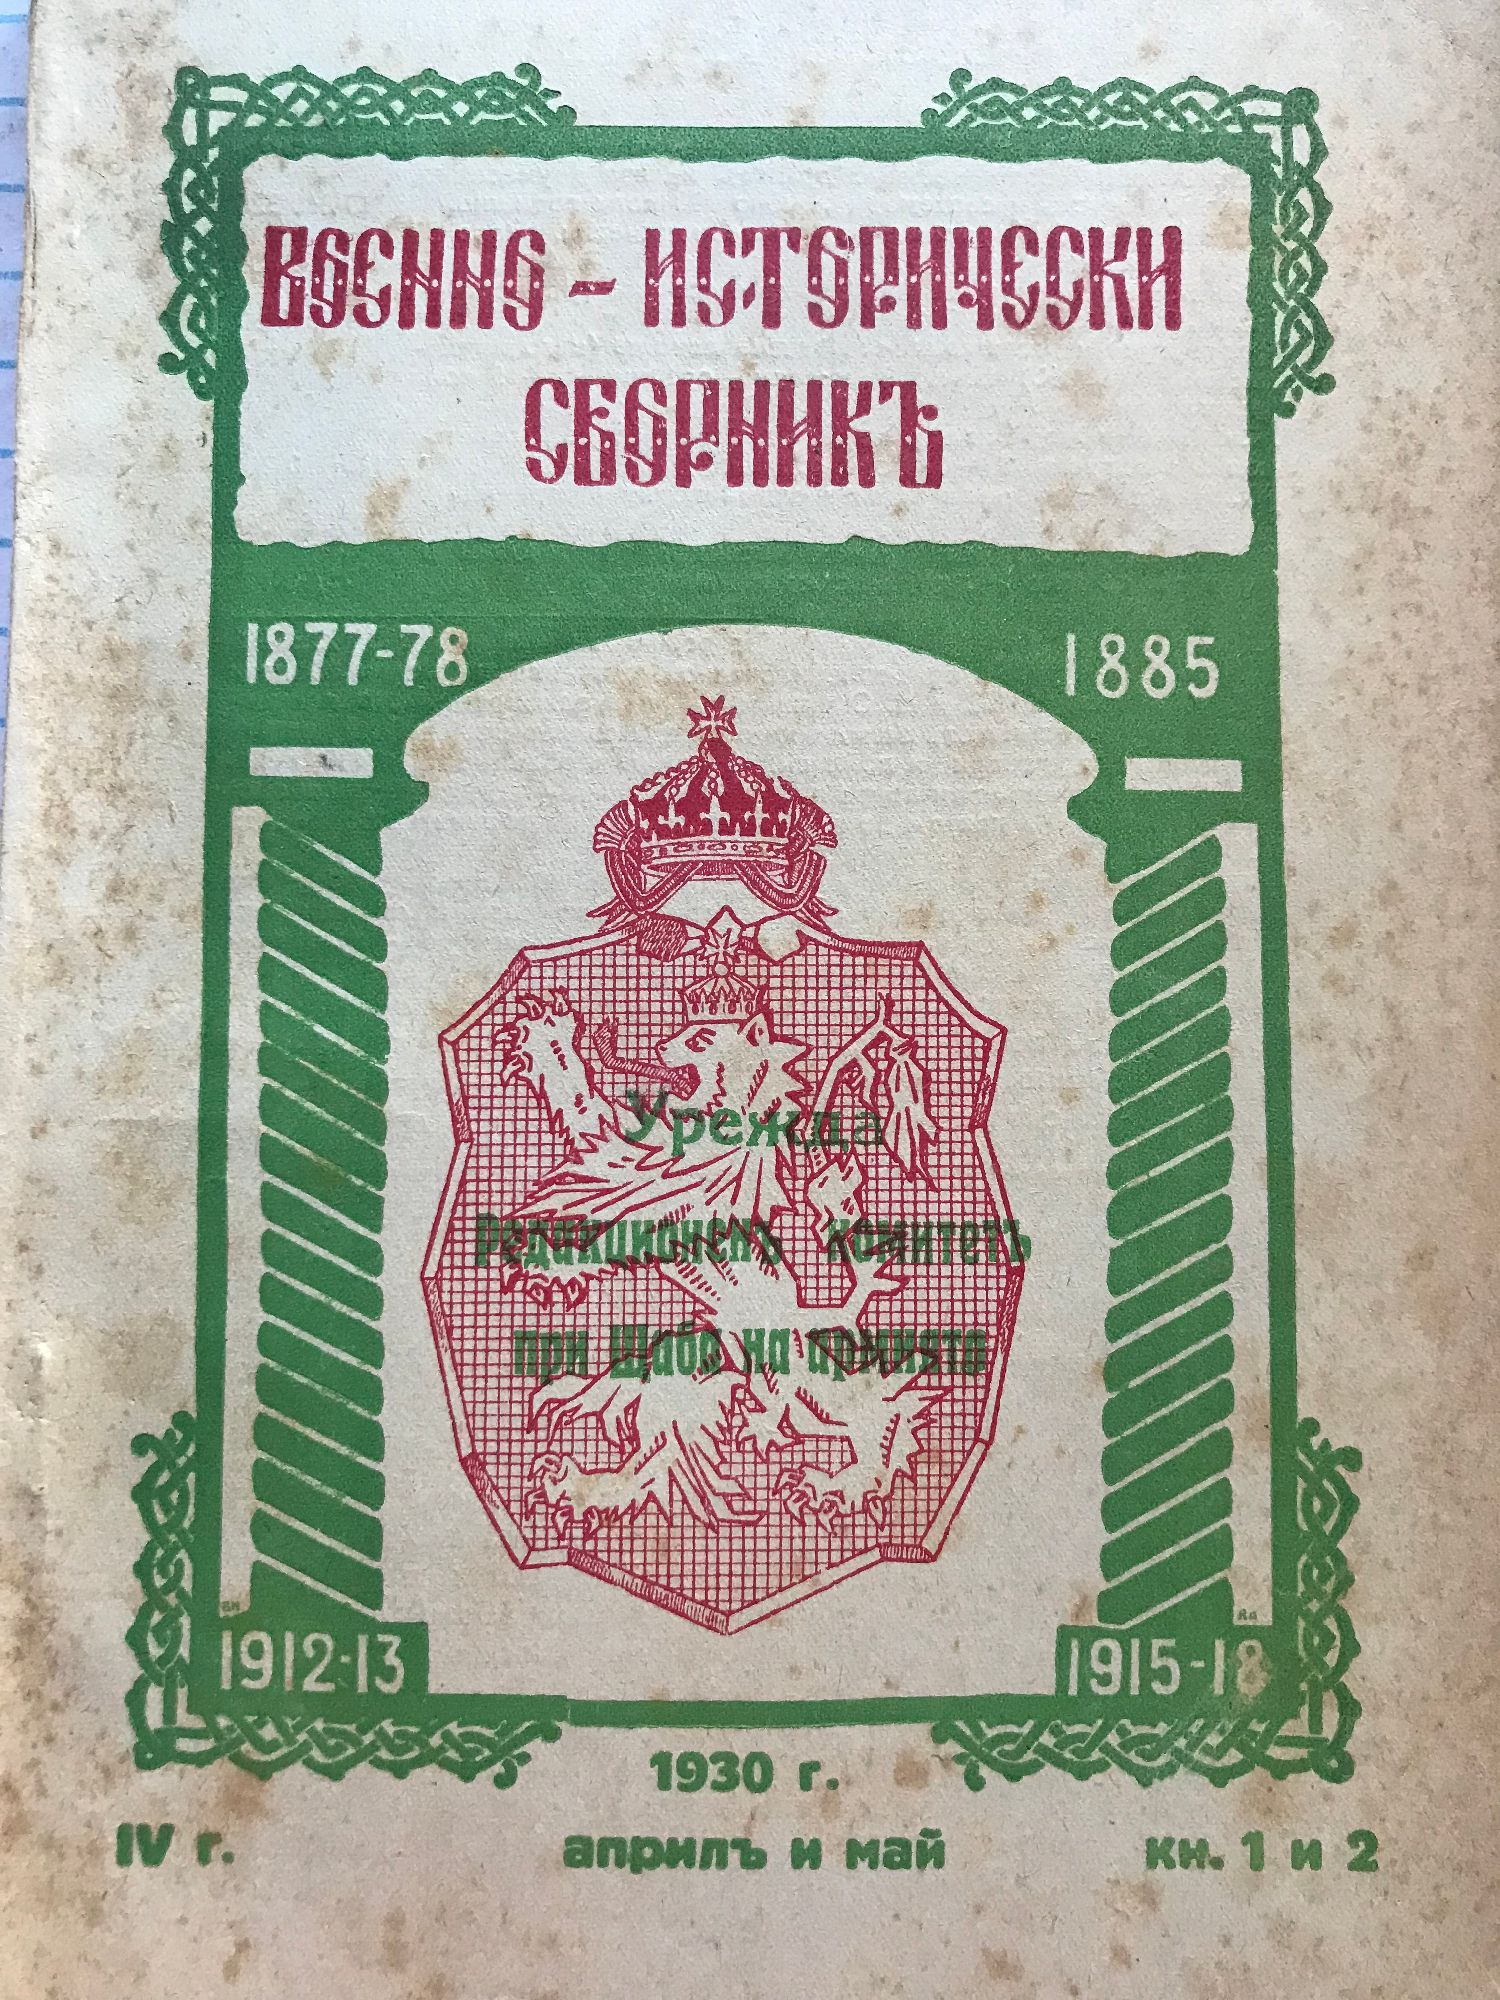 ВОЕННО - ИСТОРИЧЕСКИ
СБОРНИКЪ
1877-78 1885
Урежда
Редакционенъ комитетъ
при Щаба на армията
1912-13 1915-18
1930 г.
IV г. априлъ и май кн. 1 и 2